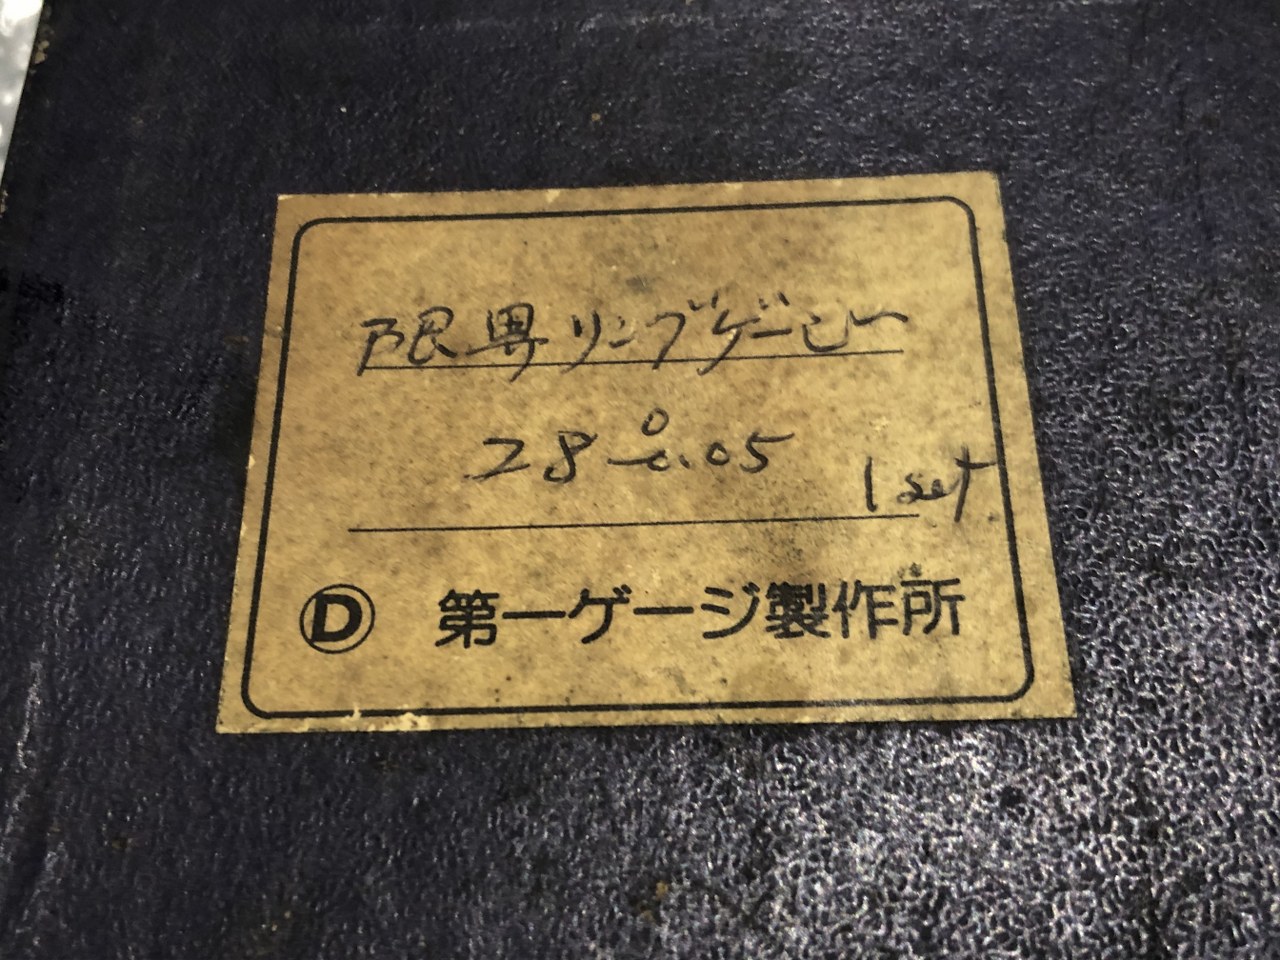 限界リングゲージ
28 0 -0.05
1 set
Ⓓ 第一ゲージ製作所